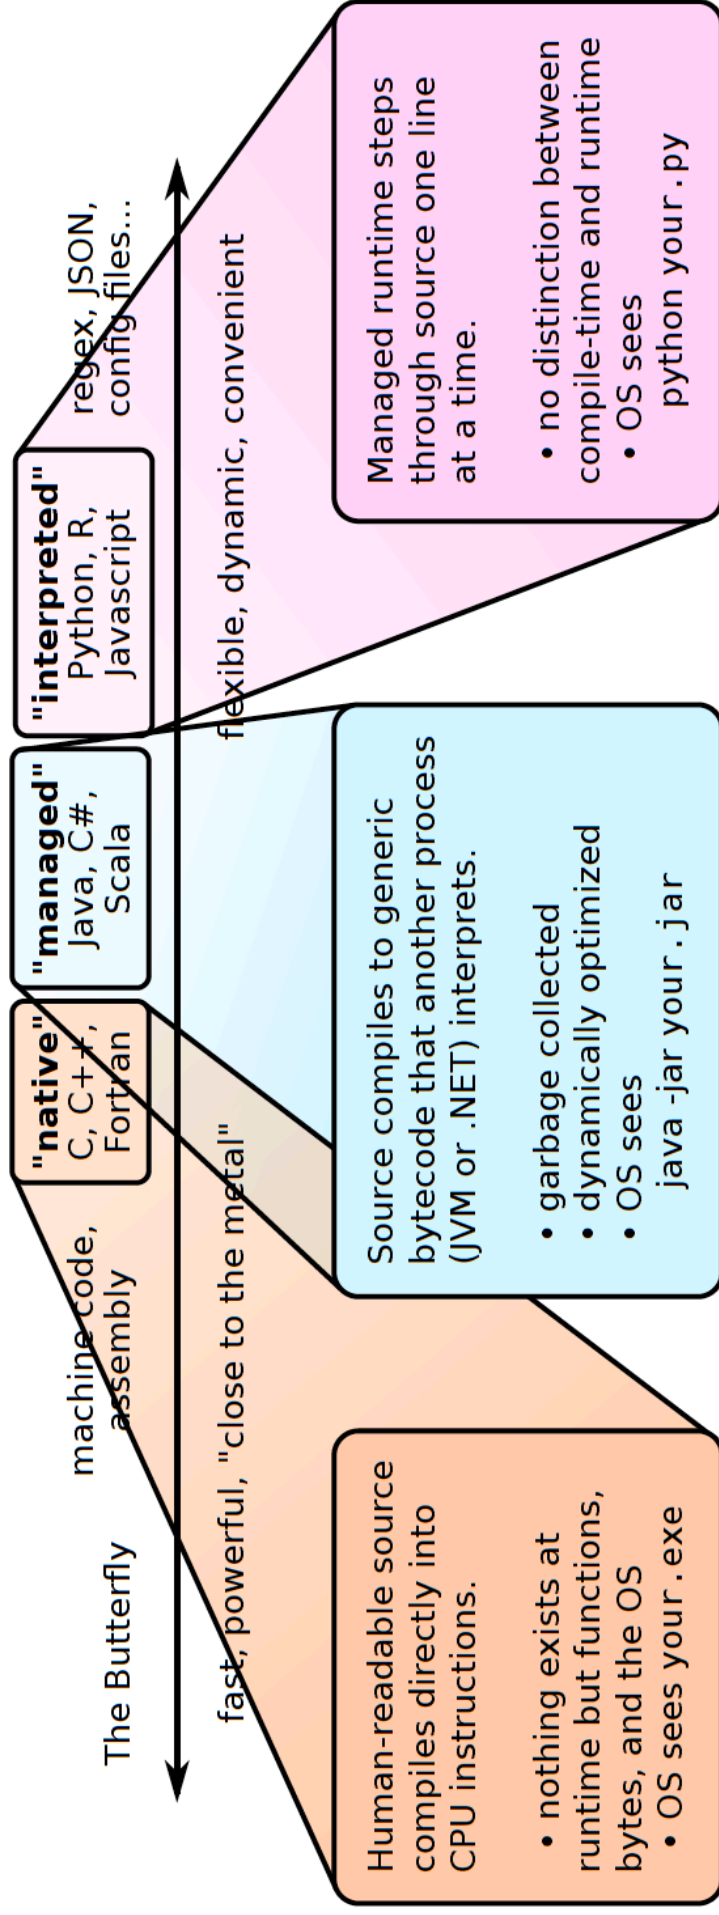 The Butterfly
machine code,
assembly
"native"
C, C++,
Fortran
"managed"
Java, C#,
Scala
"interpreted"
Python, R,
Javascript
regex, JSON,
config files...
fast, powerful, "close to the metal"
flexible, dynamic, convenient
Human-readable source
compiles directly into
CPU instructions.
• nothing exists at
runtime but functions,
bytes, and the OS
• OS sees your.exe
Source compiles to generic
bytecode that another process
(JVM or .NET) interprets.
• garbage collected
• dynamically optimized
• OS sees
java -jar your.jar
Managed runtime steps
through source one line
at a time.
• no distinction between
compile-time and runtime
• OS sees
python your.py